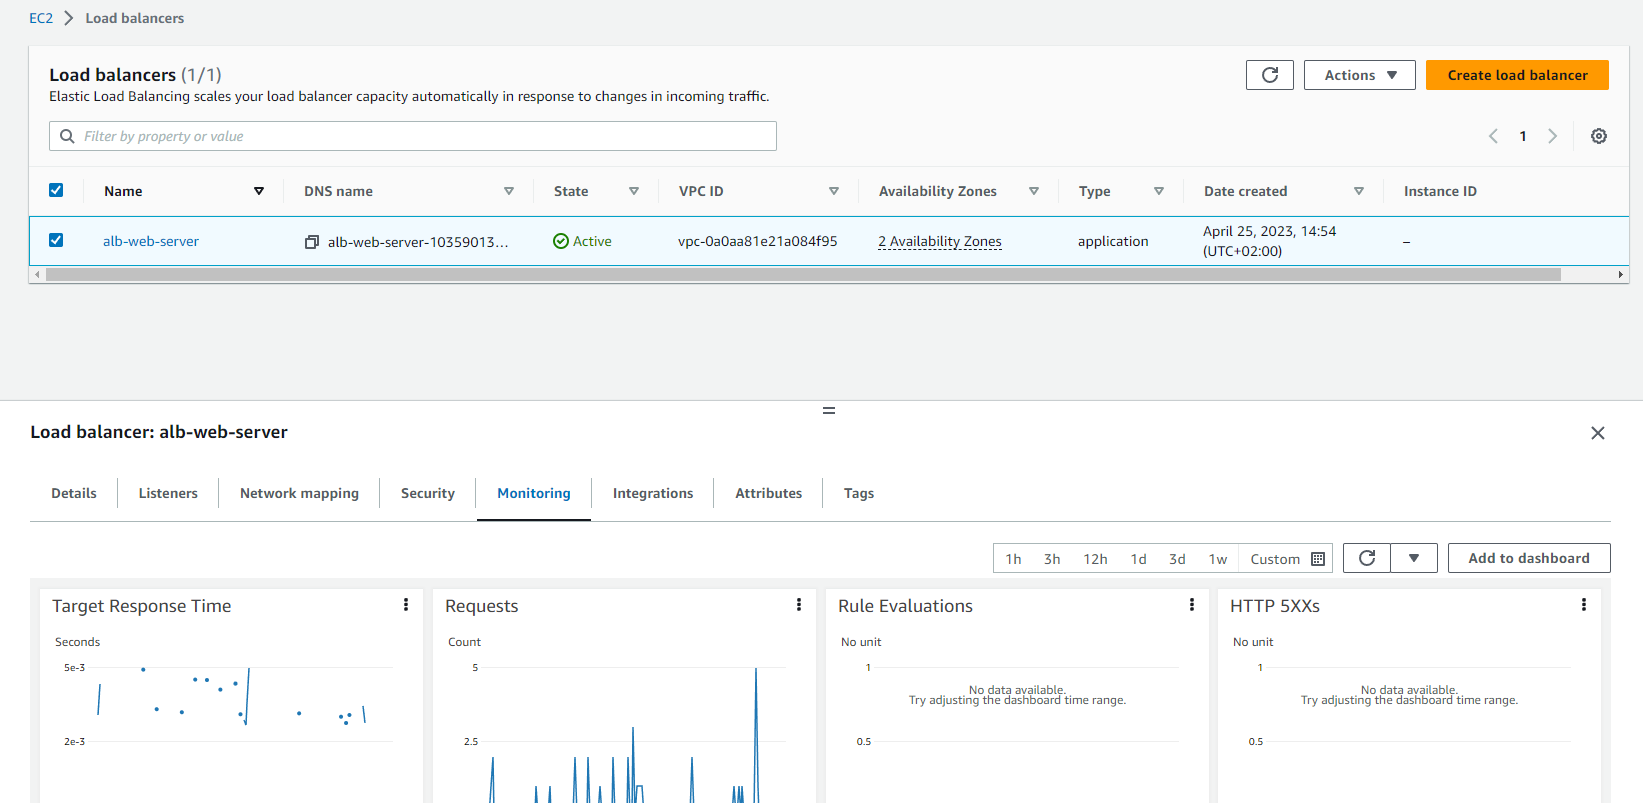 EC2 Load balancers
Load balancers (1/1)
Elastic Load Balancing scales your load balancer capacity automatically in response to changes in incoming traffic.
Actions
Create load balancer
Filter by property or value
1
Name DNS name State VPC ID Availability Zones Type Date created Instance ID
alb-web-server alb-web-server-10359013... Active vpc-0a0aa81e21a084f95 2 Availability Zones application April 25, 2023, 14:54 –
(UTC+02:00)
Load balancer: alb-web-server
Details Listeners Network mapping Security Monitoring Integrations Attributes Tags
1h 3h 12h 1d 3d 1w Custom Add to dashboard
Target Response Time
Seconds
5e-3
2e-3
Requests
Count
5
2.5
Rule Evaluations
No unit
1
No data available.
Try adjusting the dashboard time range.
0.5
HTTP 5XXs
No unit
1
No data available.
Try adjusting the dashboard time range.
0.5